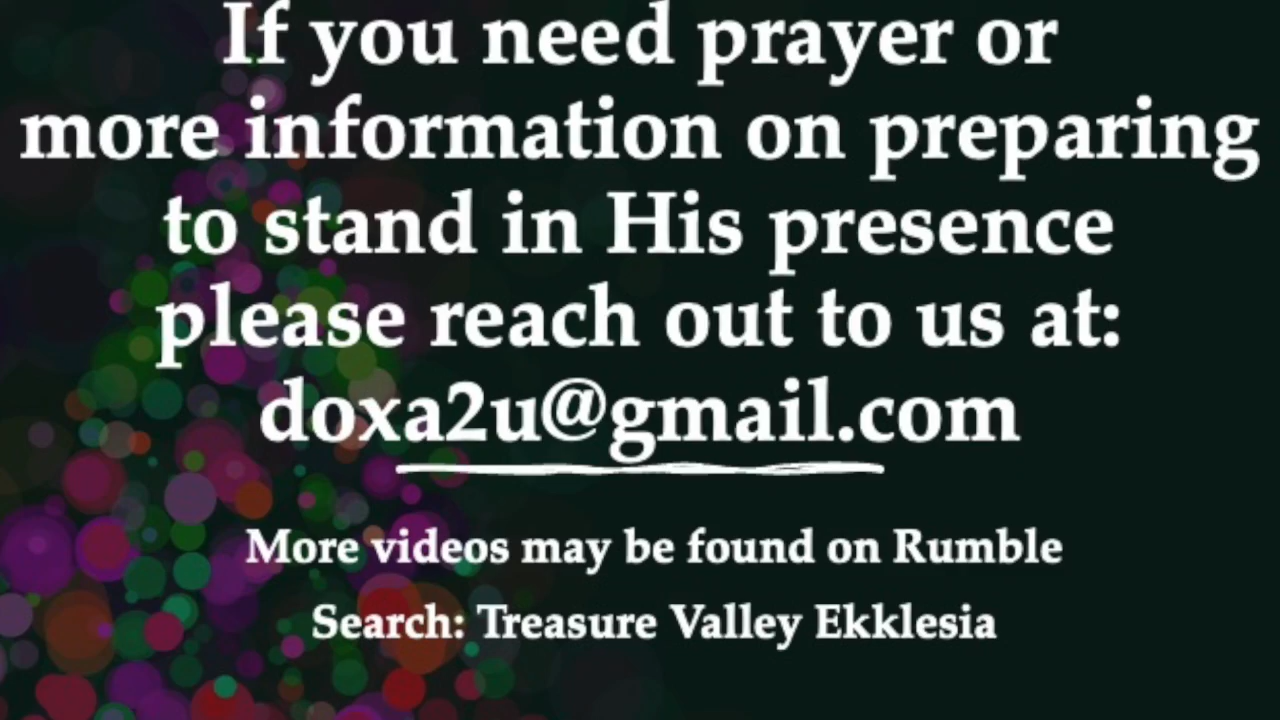 If you need prayer or
more information on preparing
to stand in His presence
please reach out to us at:
doxa2u@gmail.com
More videos may be found on Rumble
Search: Treasure Valley Ekklesia